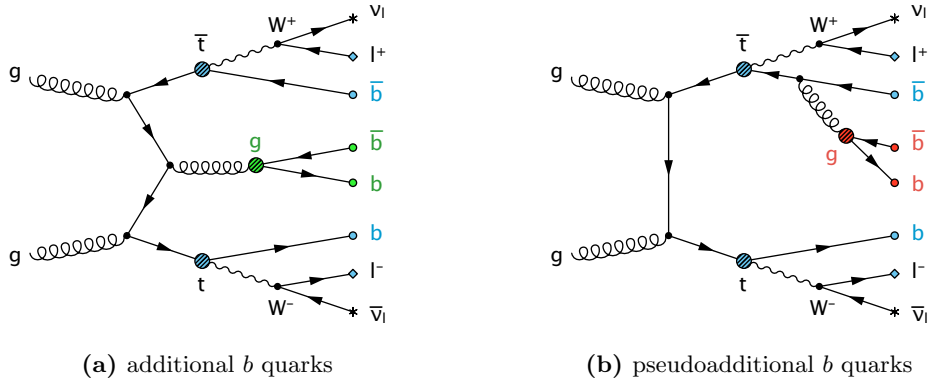 ν_l
W⁺
l⁺
t̅
g
b̅
b̅
g
b
g
b
l⁻
t
W⁻
ν̅_l
(a) additional b quarks
ν_l
W⁺
l⁺
t̅
g
b̅
b̅
g
b
g
b
l⁻
t
W⁻
ν̅_l
(b) pseudoadditional b quarks